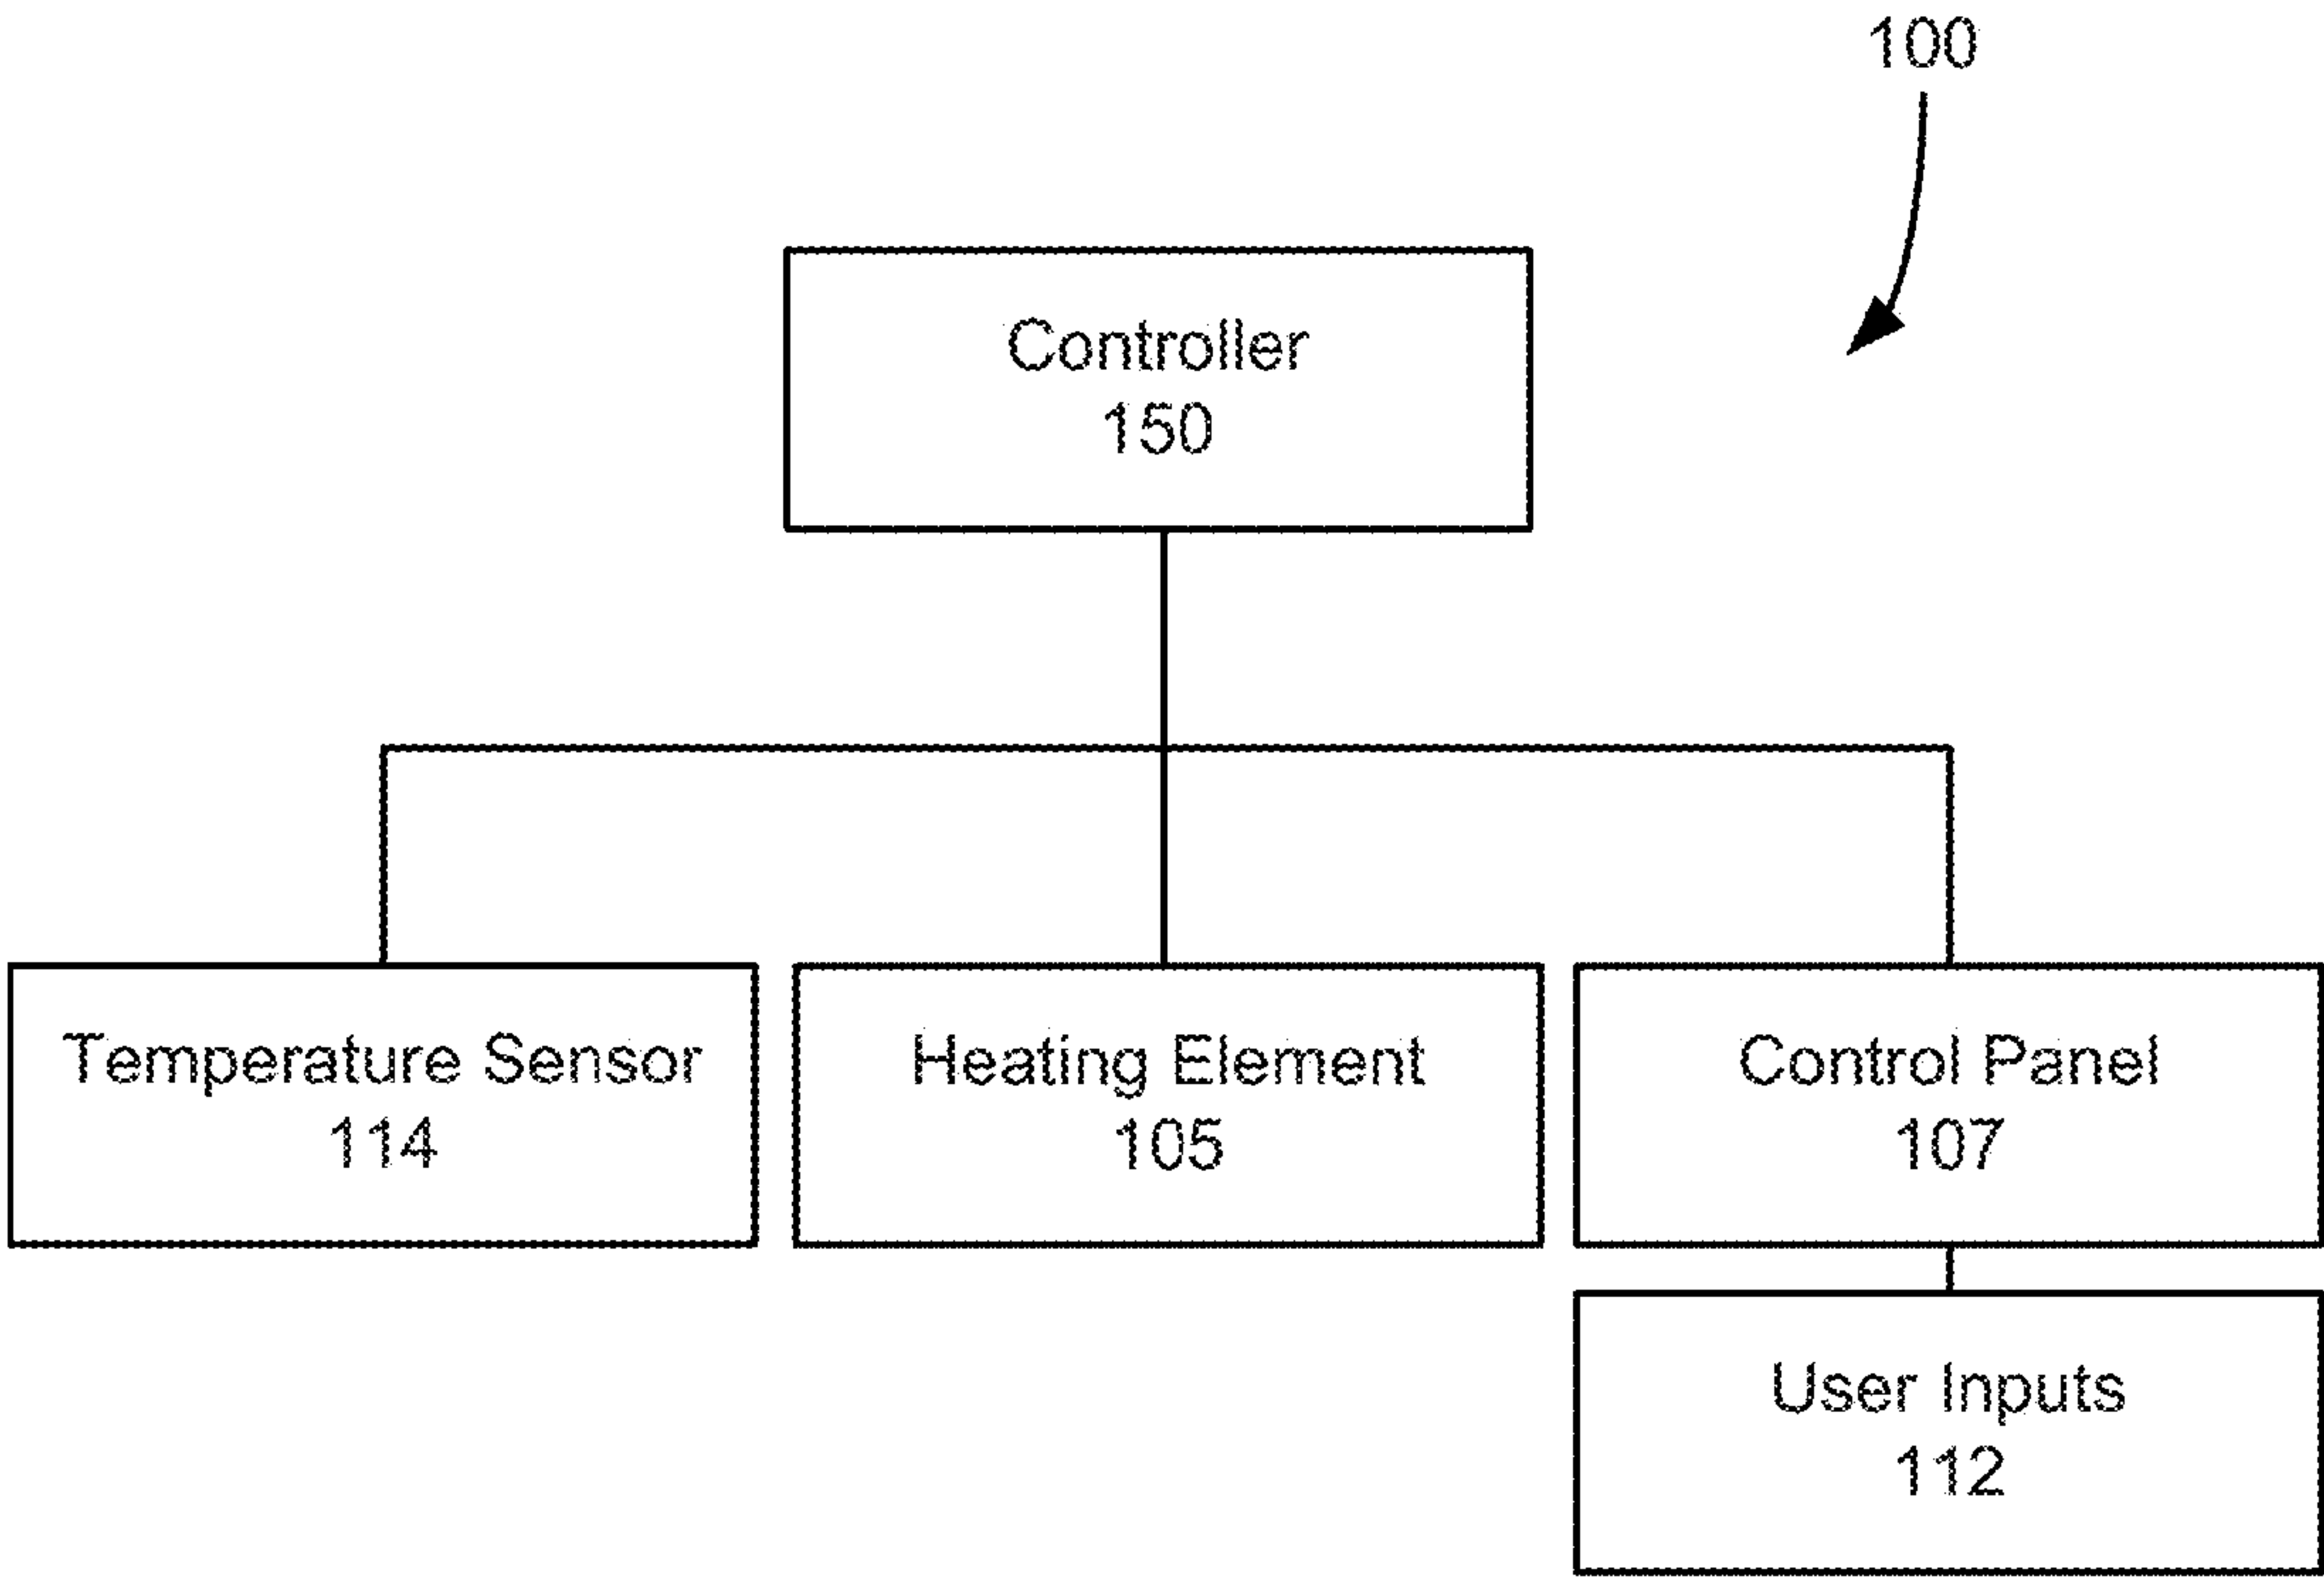 100
Controller
150
Temperature Sensor
114
Heating Element
105
Control Panel
107
User Inputs
112